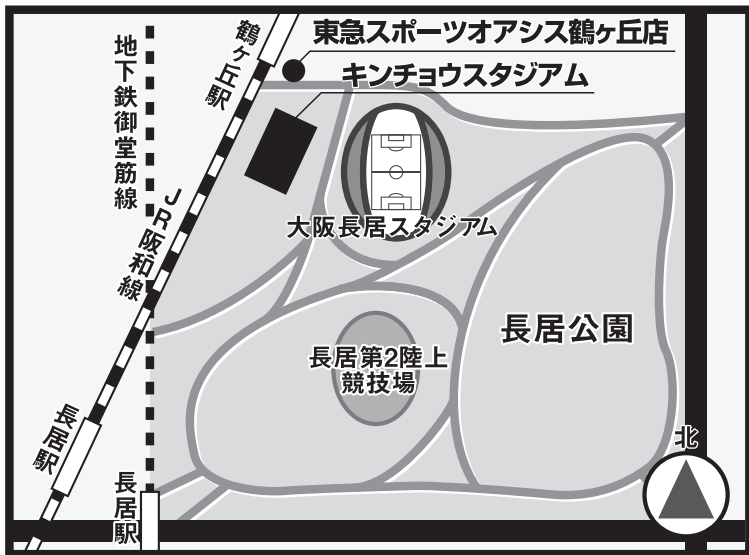 東急スポーツオアシス鶴ヶ丘店
キンチョウスタジアム
鶴ヶ丘駅
地下鉄御堂筋線
JR阪和線
大阪長居スタジアム
長居公園
長居第2陸上
競技場
長居駅
長居駅
北